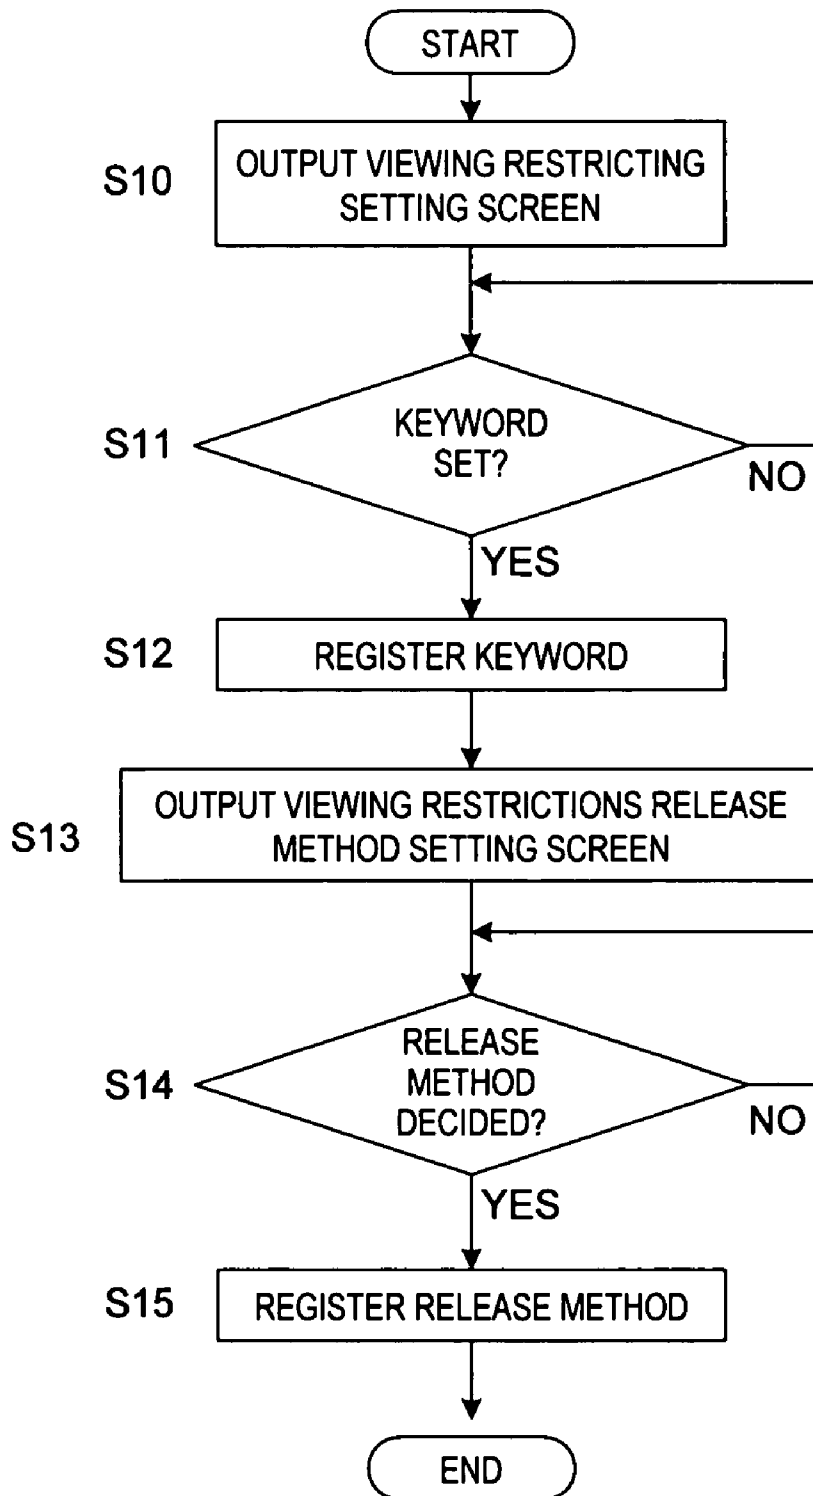 START
S10
OUTPUT VIEWING RESTRICTING
SETTING SCREEN
S11
KEYWORD
SET?
NO
YES
S12
REGISTER KEYWORD
S13
OUTPUT VIEWING RESTRICTIONS RELEASE
METHOD SETTING SCREEN
S14
RELEASE
METHOD
DECIDED?
NO
YES
S15
REGISTER RELEASE METHOD
END